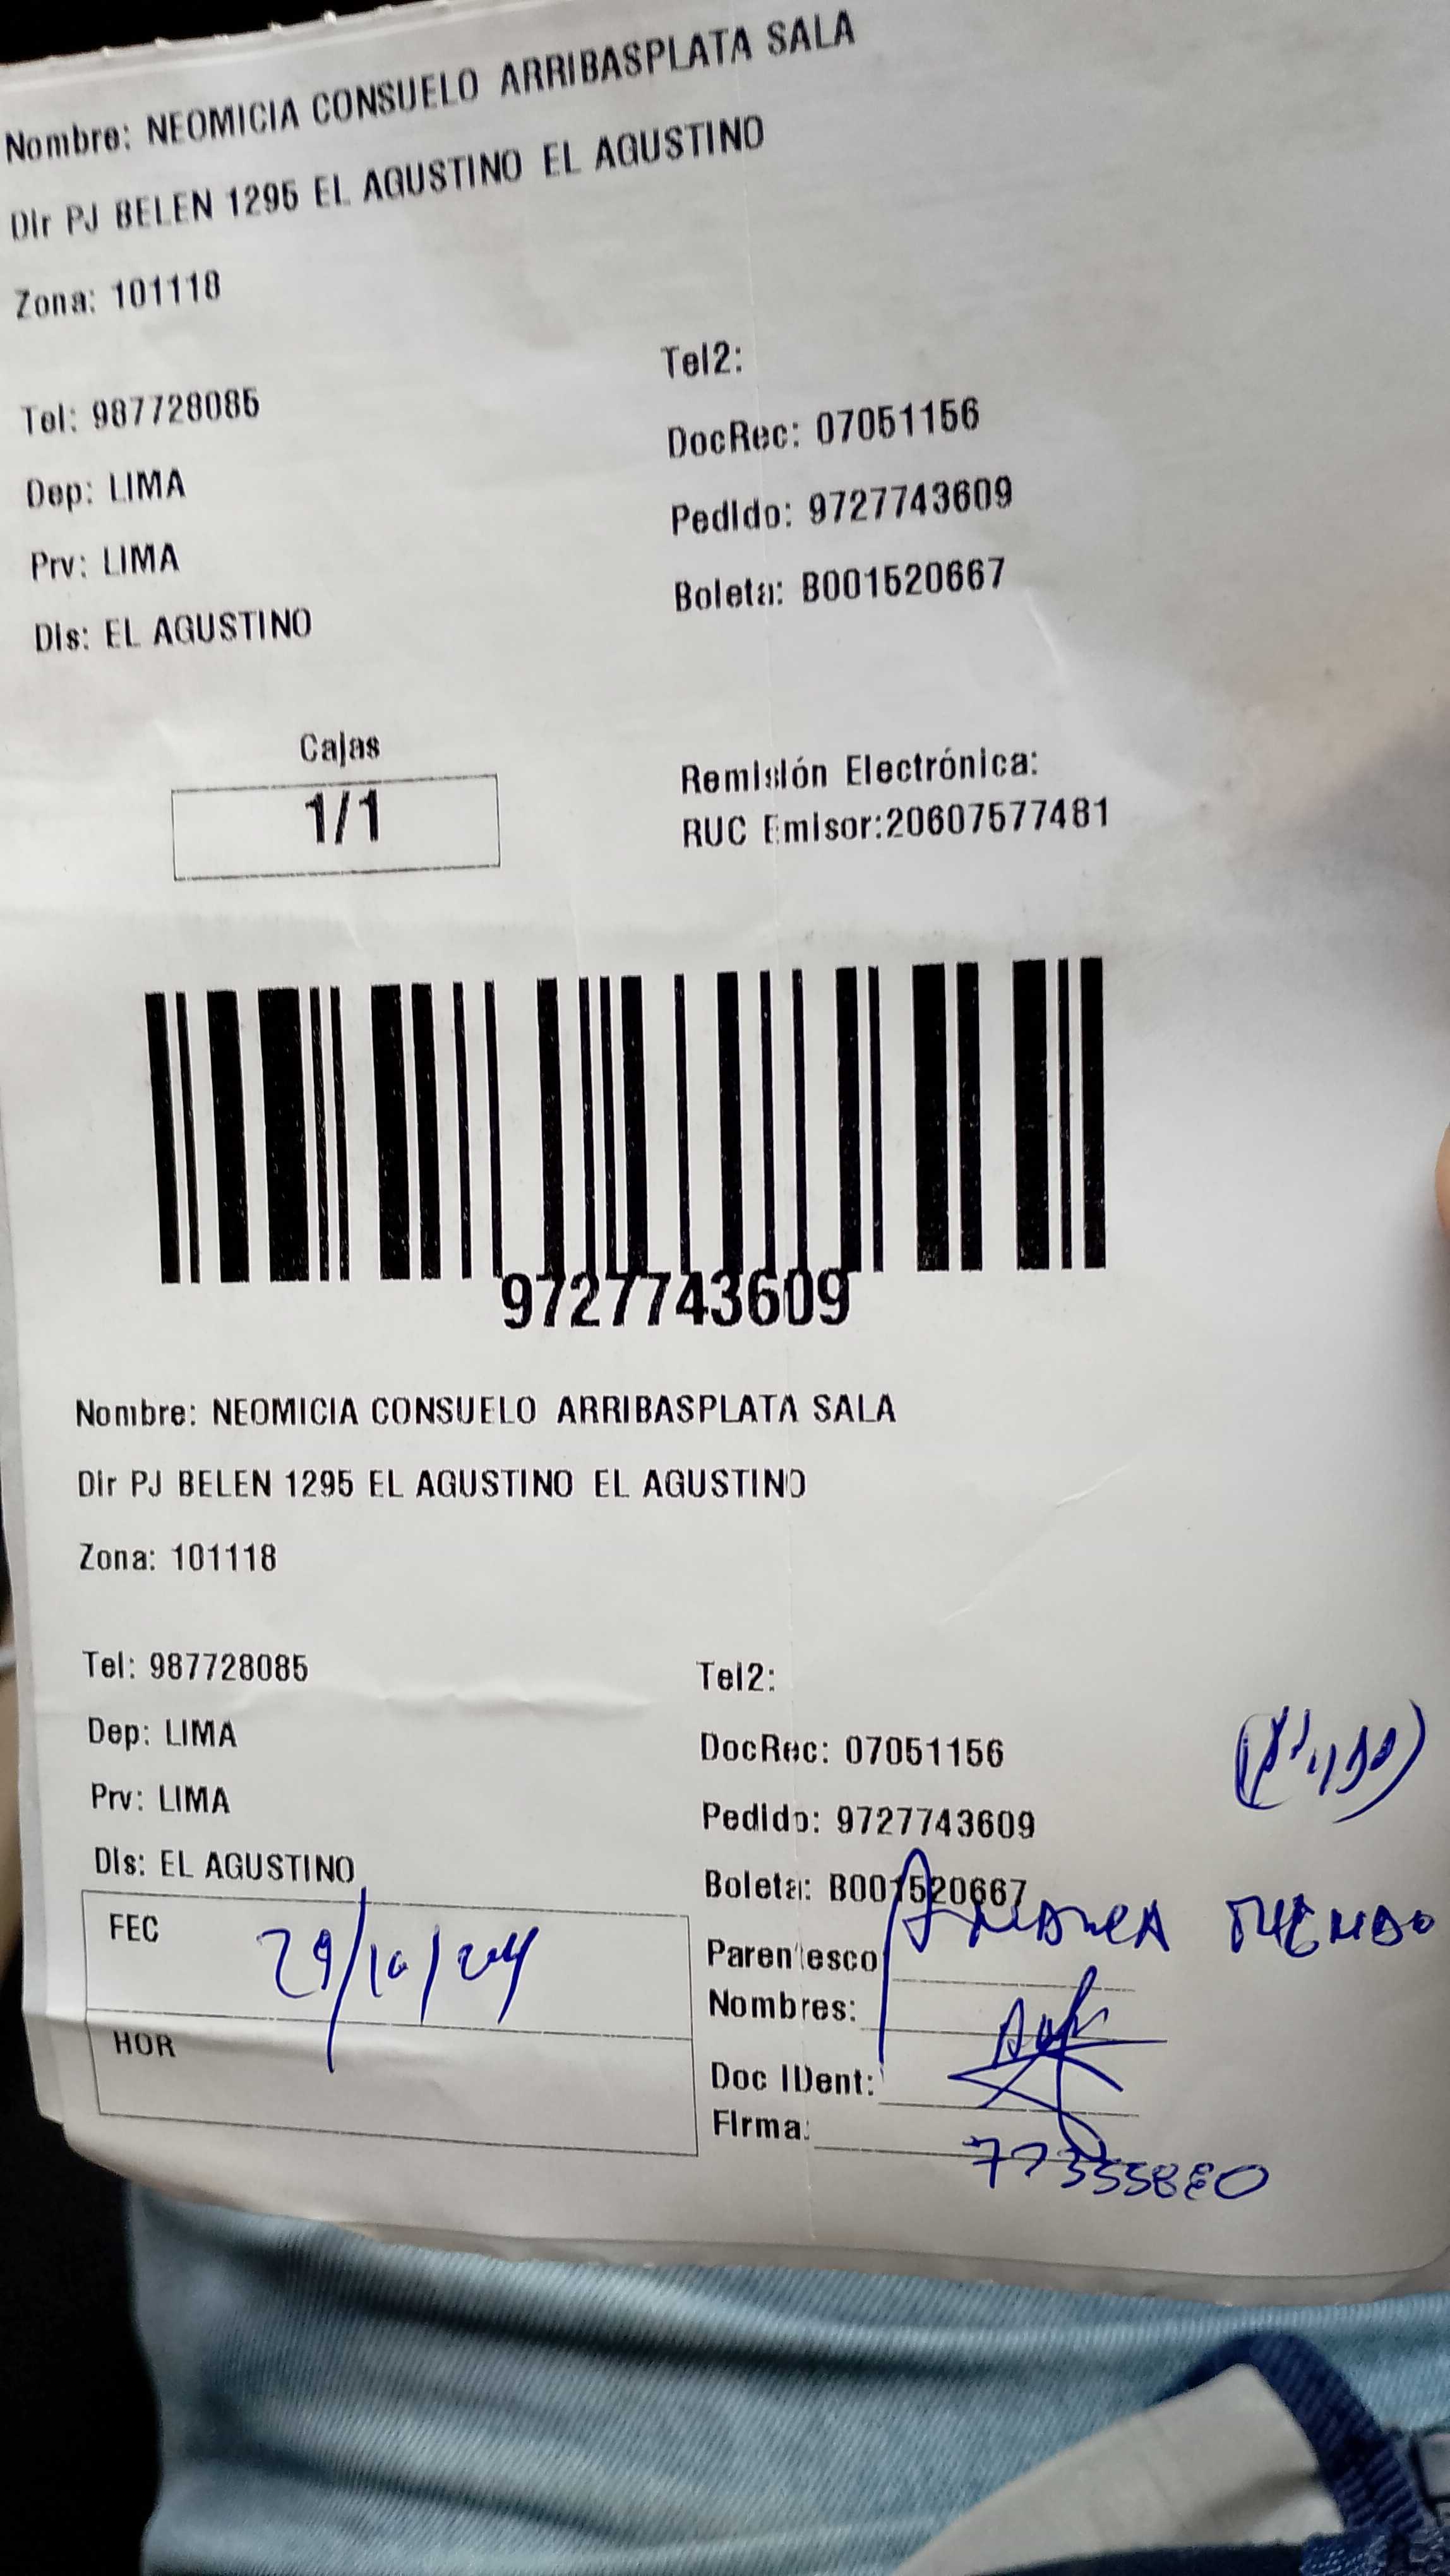 Nombre: NEOMICIA CONSUELO ARRIBASPLATA SALA
Dir PJ BELEN 1295 EL AGUSTINO EL AGUSTINO
Zona: 101118
Tel: 987728085
Tel2:
Dep: LIMA
DocRec: 07051156
Prv: LIMA
Pedido: 9727743609
Dis: EL AGUSTINO
Boleta: B001520667
Cajas
1/1
Remisión Electrónica:
RUC Emisor:20607577481
9727743609
Nombre: NEOMICIA CONSUELO ARRIBASPLATA SALA
Dir PJ BELEN 1295 EL AGUSTINO EL AGUSTINO
Zona: 101118
Tel: 987728085
Tel2:
Dep: LIMA
DocRec: 07051156
Prv: LIMA
Pedido: 9727743609
Dis: EL AGUSTINO
Boleta: B001520667
FEC 29/10/
Parentesco
Nombres:
HOR
Doc IDent:
Firma: